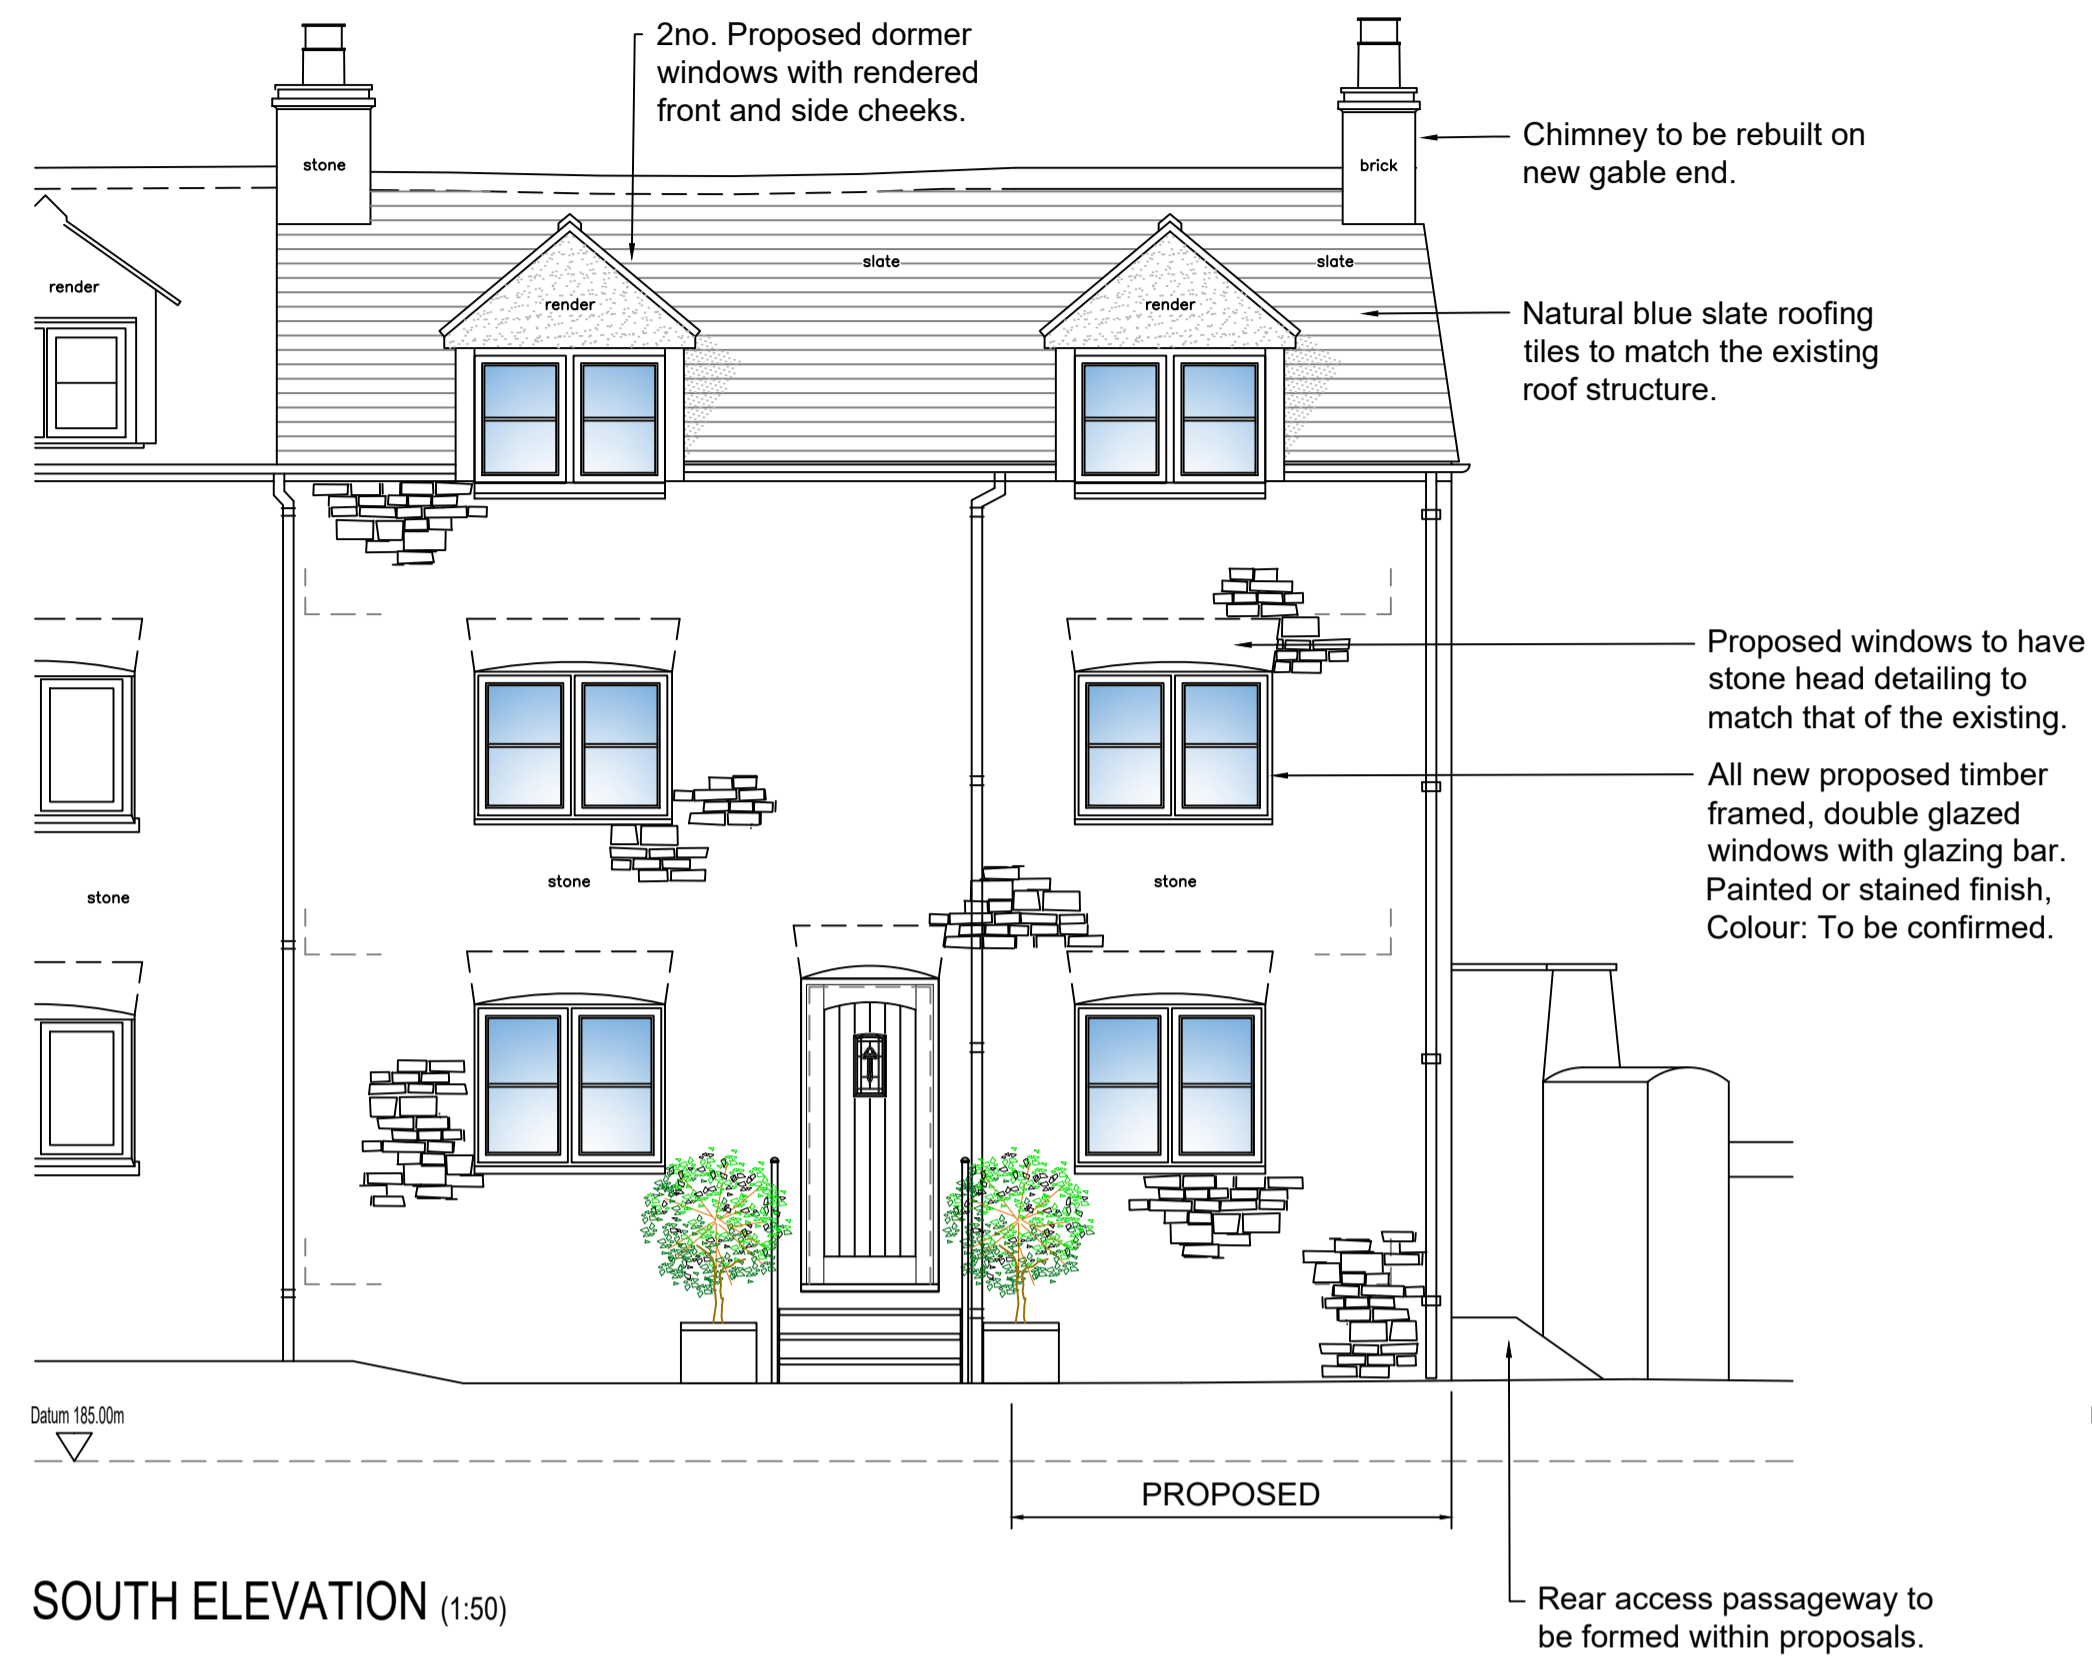 2no. Proposed dormer
windows with rendered
front and side cheeks.
stone
brick
Chimney to be rebuilt on
new gable end.
slate
slate
render
render
render
Natural blue slate roofing
tiles to match the existing
roof structure.
Proposed windows to have
stone head detailing to
match that of the existing.
All new proposed timber
framed, double glazed
windows with glazing bar.
Painted or stained finish,
Colour: To be confirmed.
stone
stone
stone
Datum 185.00m
PROPOSED
SOUTH ELEVATION (1:50)
Rear access passageway to
be formed within proposals.